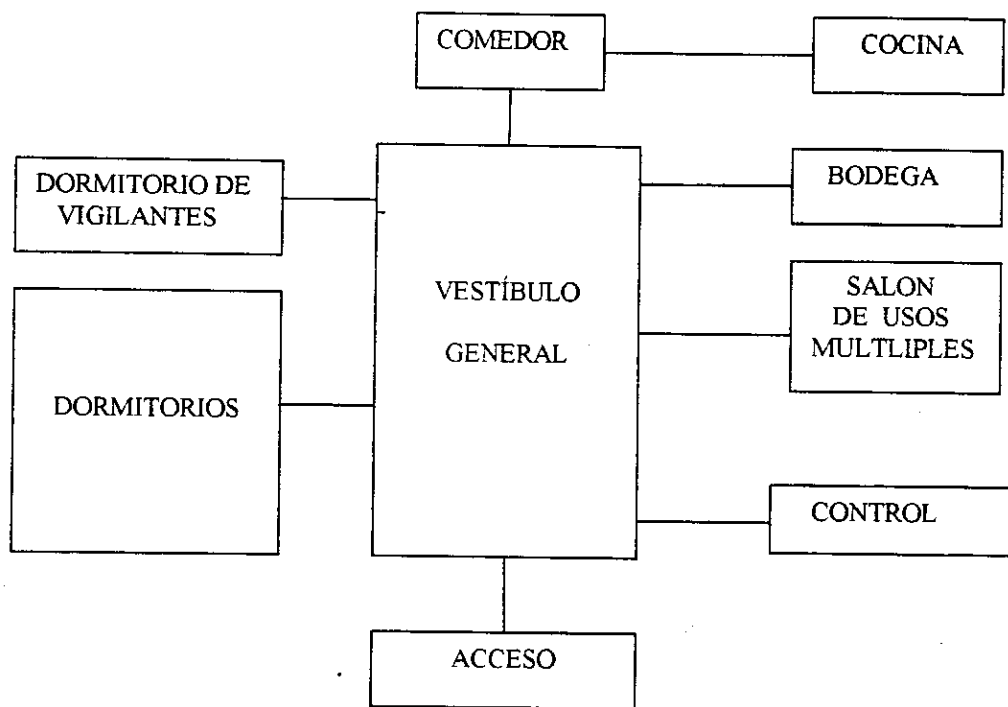 COMEDOR
COCINA
DORMITORIO DE
VIGILANTES
BODEGA
VESTÍBULO
GENERAL
SALON
DE USOS
MULTLIPLES
DORMITORIOS
CONTROL
ACCESO